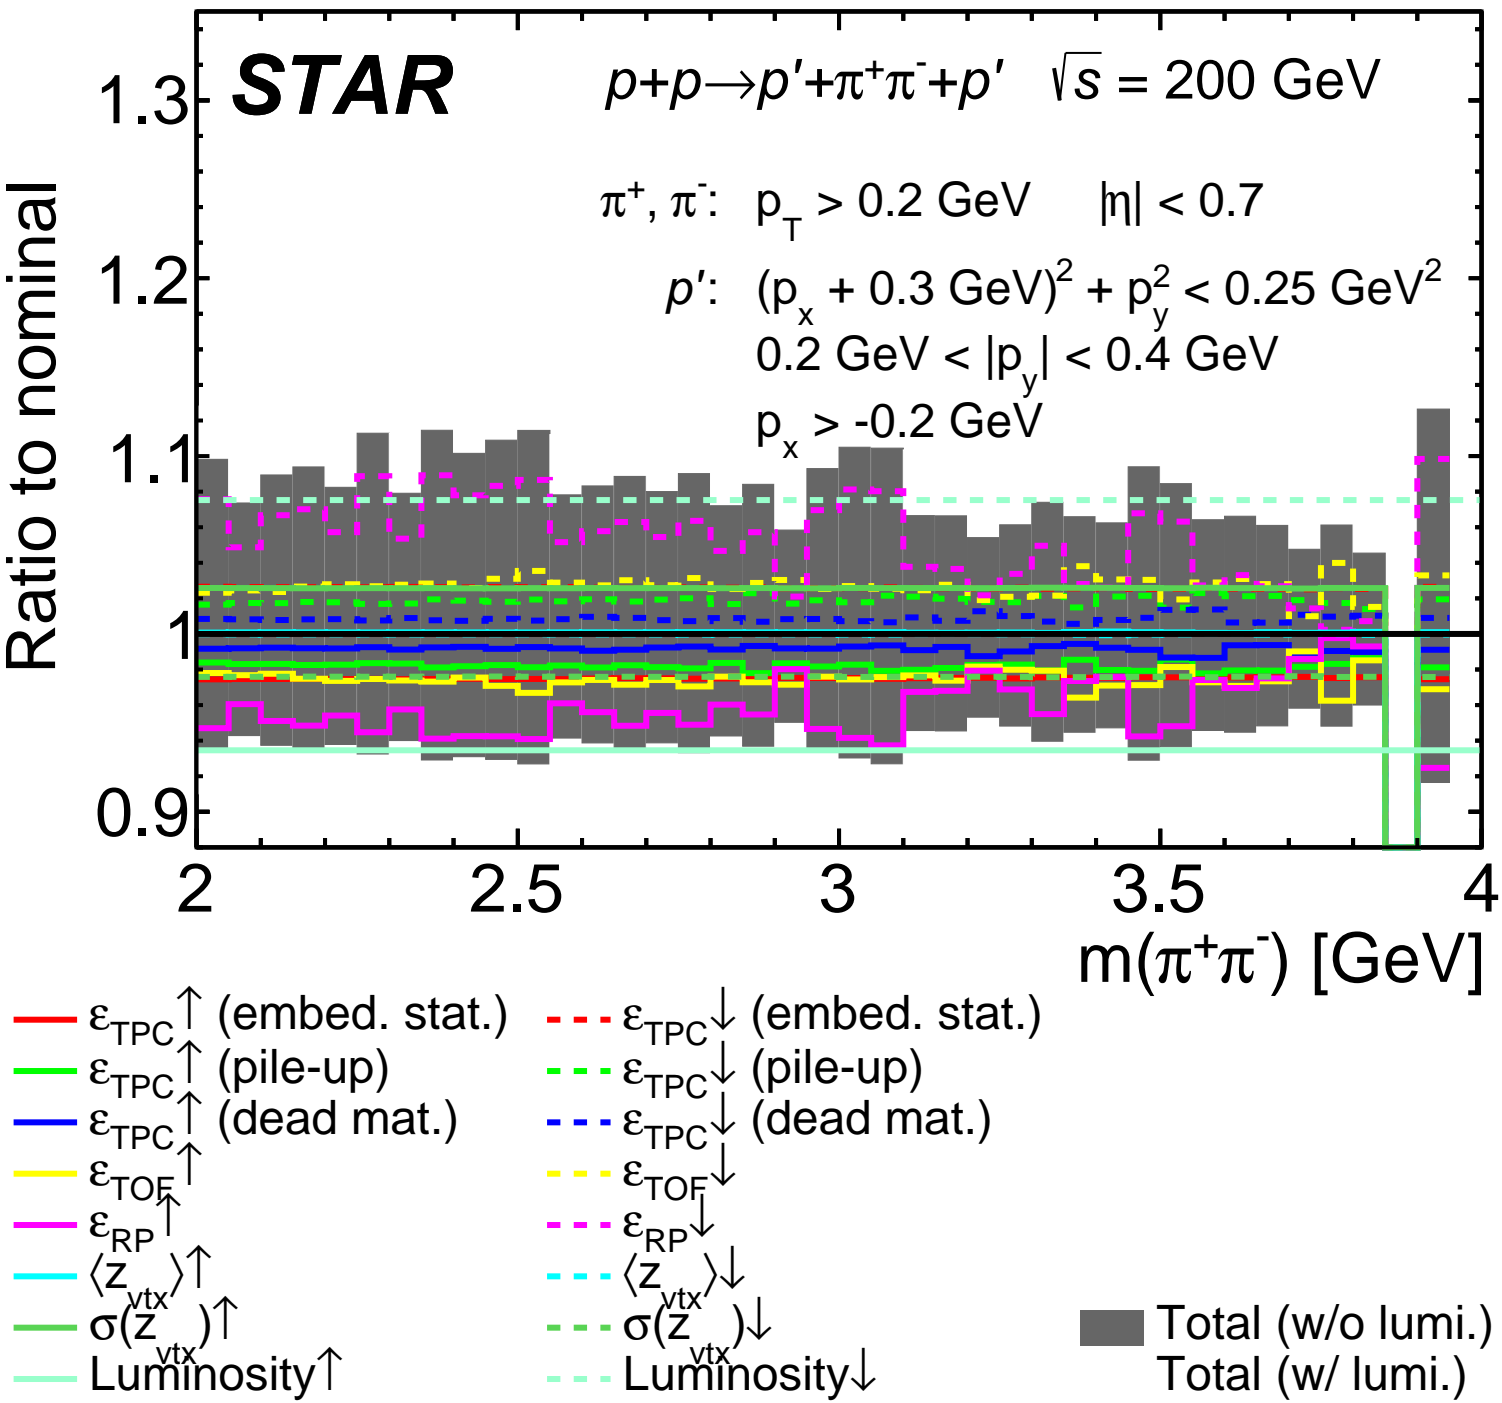 STAR p+p→p′+π⁺π⁻+p′ √s = 200 GeV
π⁺, π⁻: p_T > 0.2 GeV |η| < 0.7
p′: (p_x + 0.3 GeV)² + p_y² < 0.25 GeV²
0.2 GeV < |p_y| < 0.4 GeV
p_x > -0.2 GeV
Ratio to nominal
1.3
1.2
1.1
1
0.9
2 2.5 3 3.5 4
m(π⁺π⁻) [GeV]
ε_TPC↑ (embed. stat.) ε_TPC↓ (embed. stat.)
ε_TPC↑ (pile-up) ε_TPC↓ (pile-up)
ε_TPC↑ (dead mat.) ε_TPC↓ (dead mat.)
ε_TOF↑ ε_TOF↓
ε_RP↑ ε_RP↓
⟨z_vtx⟩↑ ⟨z_vtx⟩↓
σ(z_vtx)↑ σ(z_vtx)↓ Total (w/o lumi.)
Luminosity↑ Luminosity↓ Total (w/ lumi.)